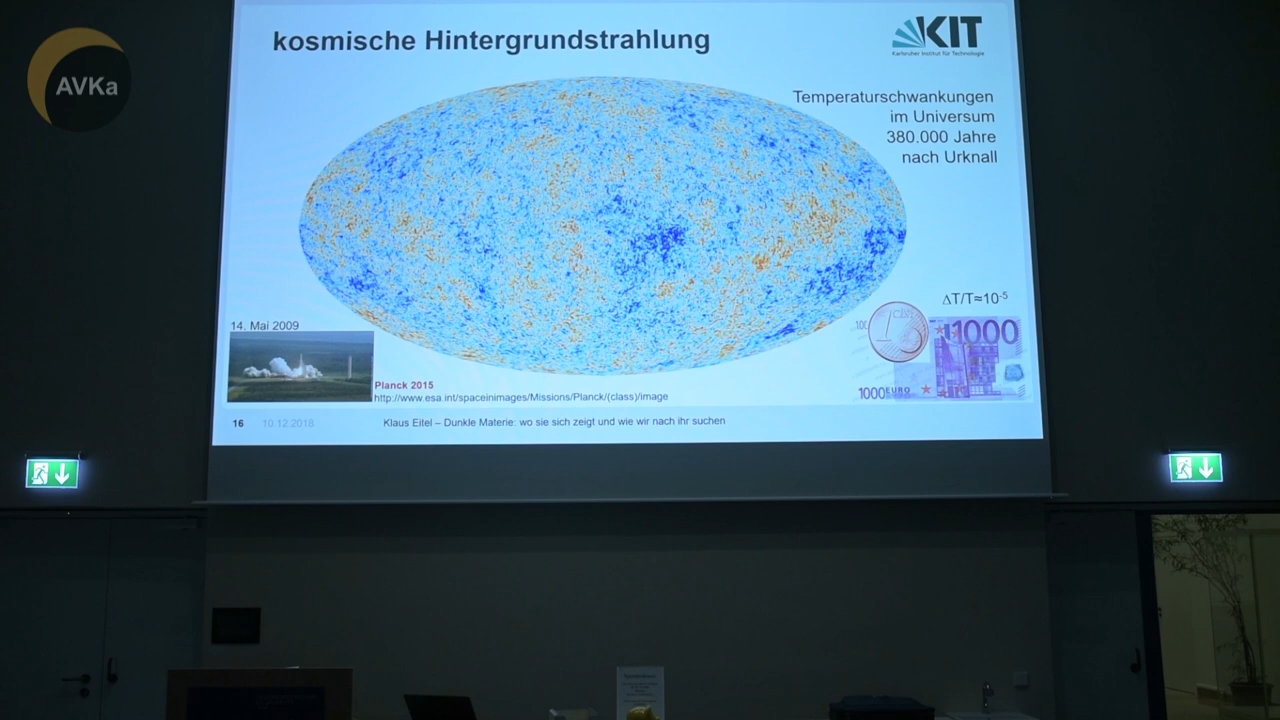 AVKa
kosmische Hintergrundstrahlung
KIT
Karlsruher Institut für Technologie
Temperaturschwankungen
im Universum
380.000 Jahre
nach Urknall
14. Mai 2009
ΔT/T≈10⁻⁵
1
1000
1000EURO
Planck 2015
http://www.esa.int/spaceinimages/Missions/Planck/(class)/image
16 10.12.2018 Klaus Eitel – Dunkle Materie: wo sie sich zeigt und wie wir nach ihr suchen